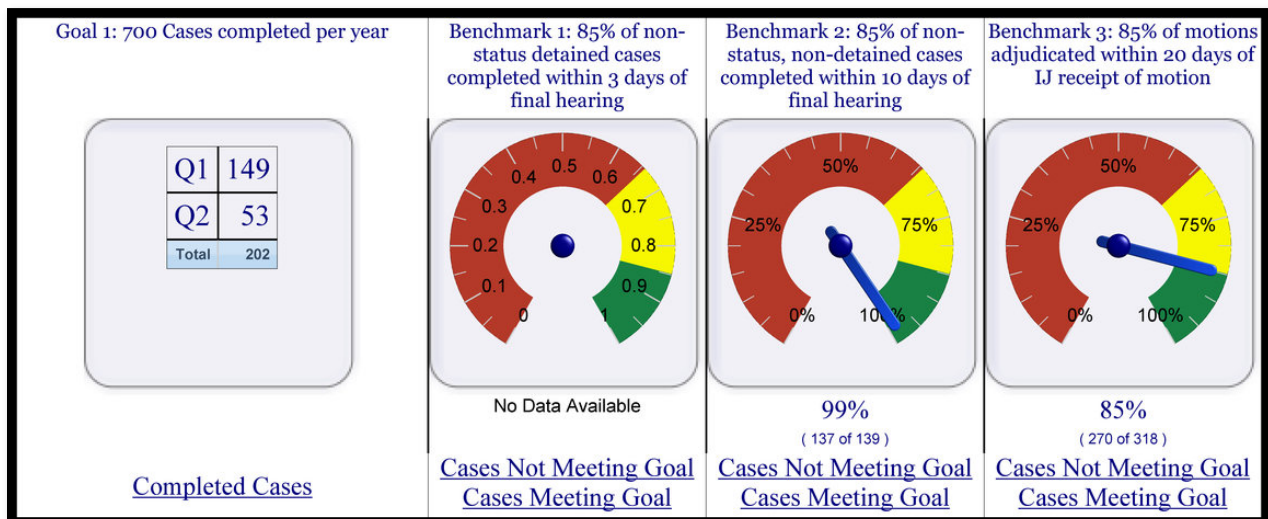 Goal 1: 700 Cases completed per year
Q1 149
Q2 53
Total 202
Completed Cases
Benchmark 1: 85% of non-
status detained cases
completed within 3 days of
final hearing
0
0.1
0.2
0.3
0.4
0.5
0.6
0.7
0.8
0.9
1
No Data Available
Cases Not Meeting Goal
Cases Meeting Goal
Benchmark 2: 85% of non-
status, non-detained cases
completed within 10 days of
final hearing
0%
25%
50%
75%
100%
99%
( 137 of 139 )
Cases Not Meeting Goal
Cases Meeting Goal
Benchmark 3: 85% of motions
adjudicated within 20 days of
IJ receipt of motion
0%
25%
50%
75%
100%
85%
( 270 of 318 )
Cases Not Meeting Goal
Cases Meeting Goal